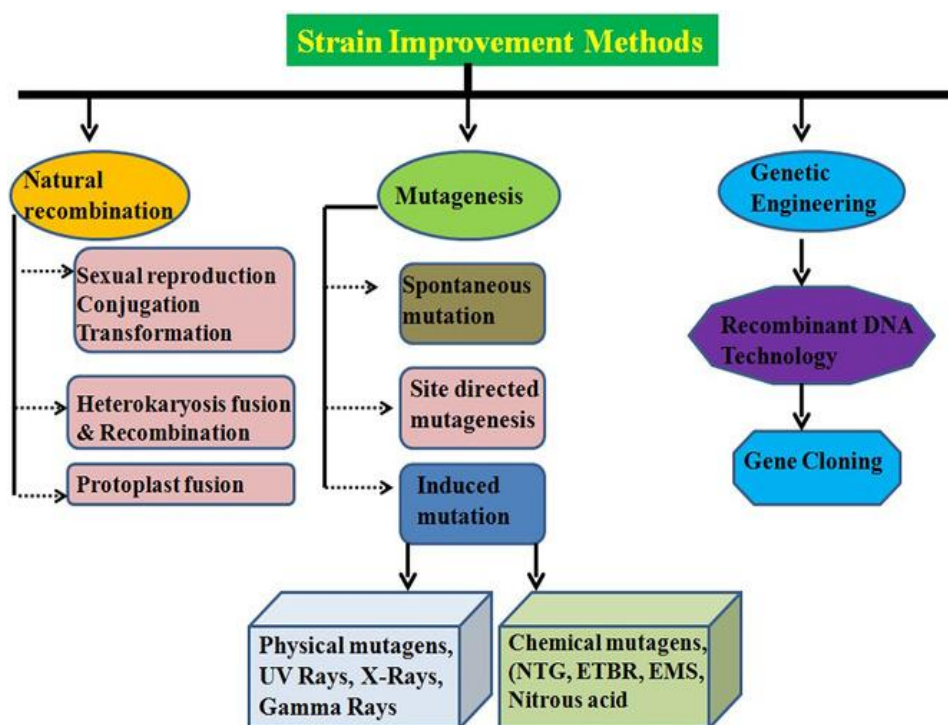 Strain Improvement Methods
Natural
recombination
Sexual reproduction
Conjugation
Transformation
Heterokaryosis fusion
& Recombination
Protoplast fusion
Mutagenesis
Spontaneous
mutation
Site directed
mutagenesis
Induced
mutation
Physical mutagens,
UV Rays, X-Rays,
Gamma Rays
Chemical mutagens,
(NTG, ETBR, EMS,
Nitrous acid
Genetic
Engineering
Recombinant DNA
Technology
Gene Cloning